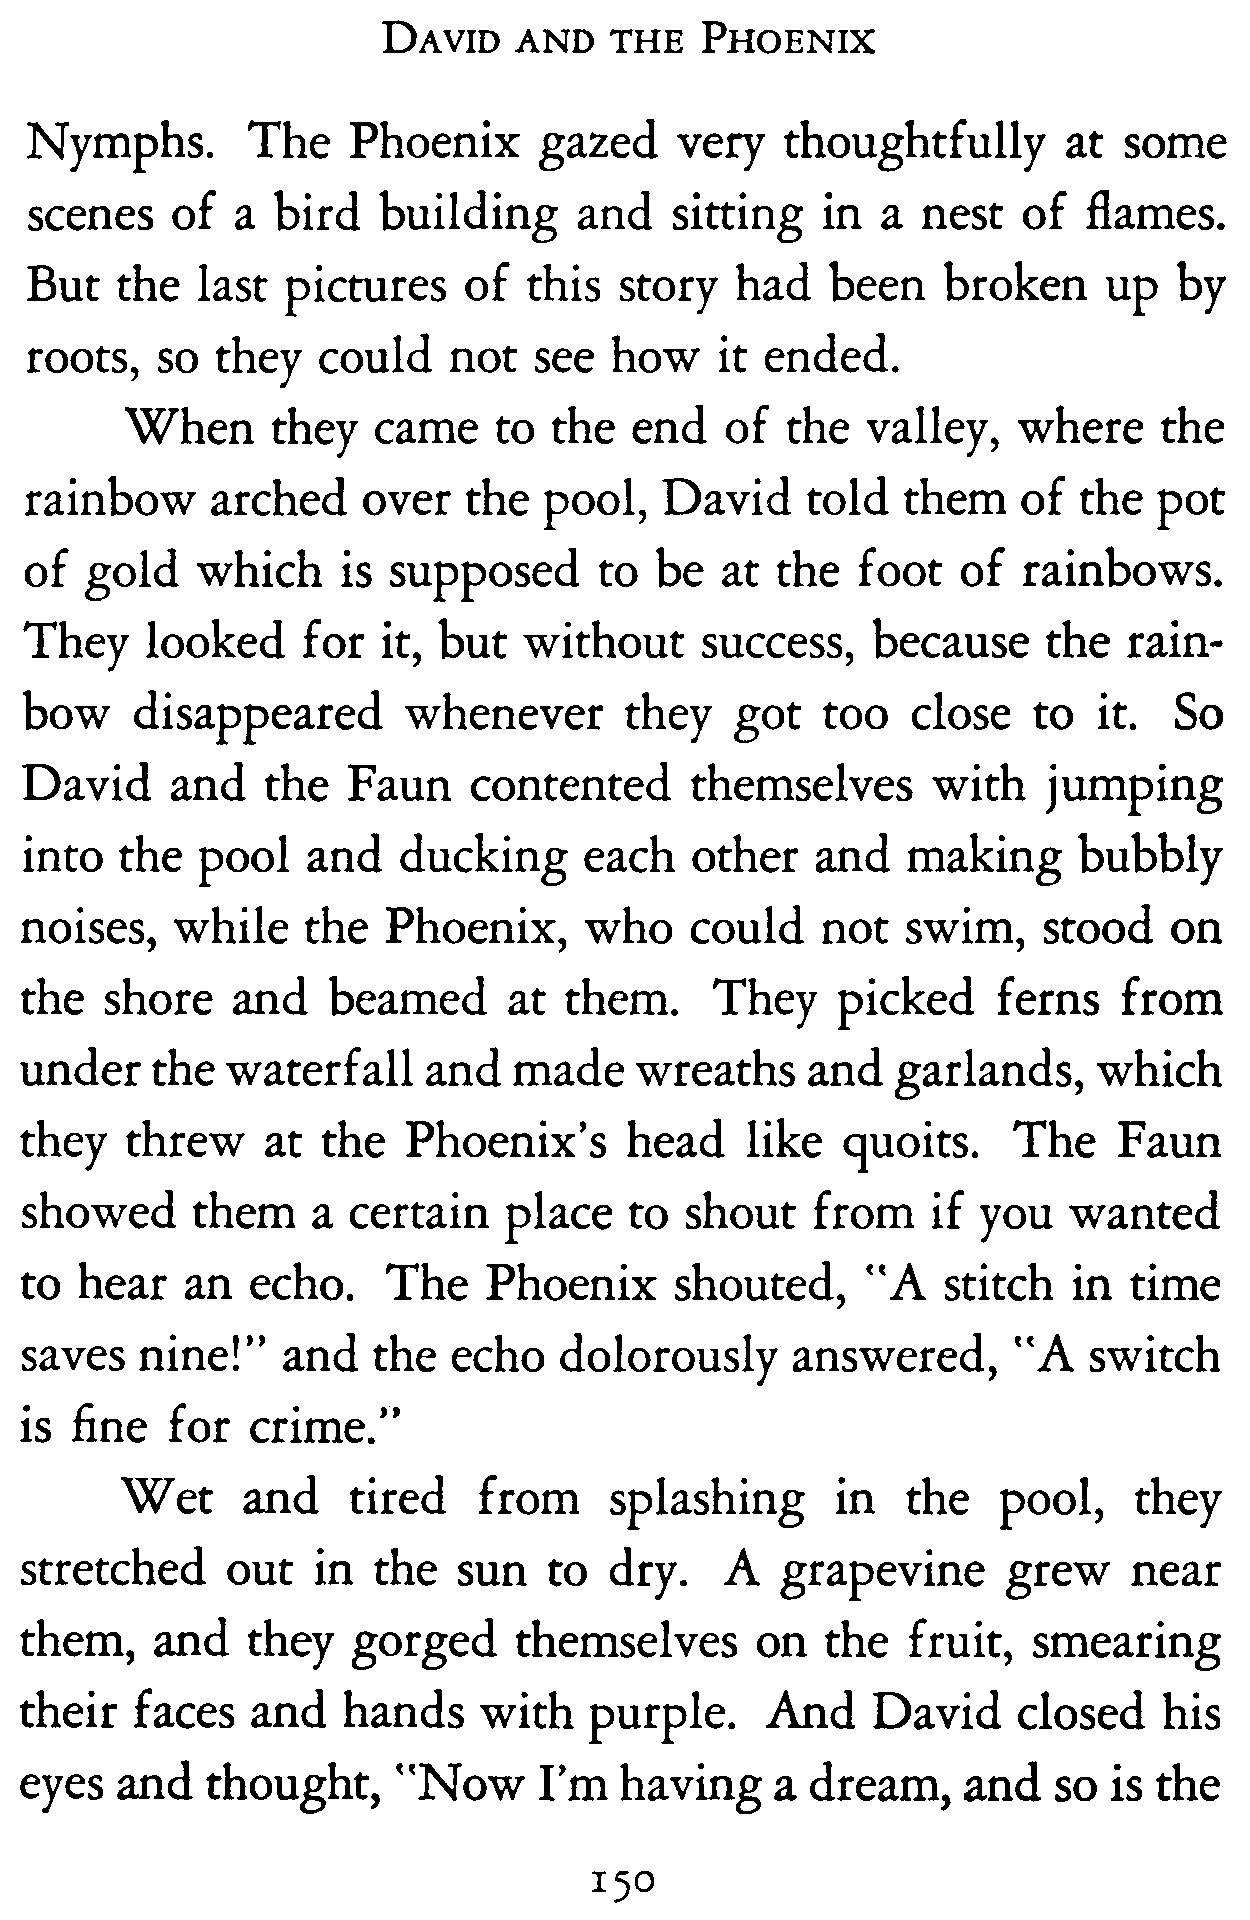 David and the Phoenix
Nymphs. The Phoenix gazed very thoughtfully at some
scenes of a bird building and sitting in a nest of flames.
But the last pictures of this story had been broken up by
roots, so they could not see how it ended.
When they came to the end of the valley, where the
rainbow arched over the pool, David told them of the pot
of gold which is supposed to be at the foot of rainbows.
They looked for it, but without success, because the rain-
bow disappeared whenever they got too close to it. So
David and the Faun contented themselves with jumping
into the pool and ducking each other and making bubbly
noises, while the Phoenix, who could not swim, stood on
the shore and beamed at them. They picked ferns from
under the waterfall and made wreaths and garlands, which
they threw at the Phoenix's head like quoits. The Faun
showed them a certain place to shout from if you wanted
to hear an echo. The Phoenix shouted, "A stitch in time
saves nine!" and the echo dolorously answered, "A switch
is fine for crime."
Wet and tired from splashing in the pool, they
stretched out in the sun to dry. A grapevine grew near
them, and they gorged themselves on the fruit, smearing
their faces and hands with purple. And David closed his
eyes and thought, "Now I'm having a dream, and so is the
150